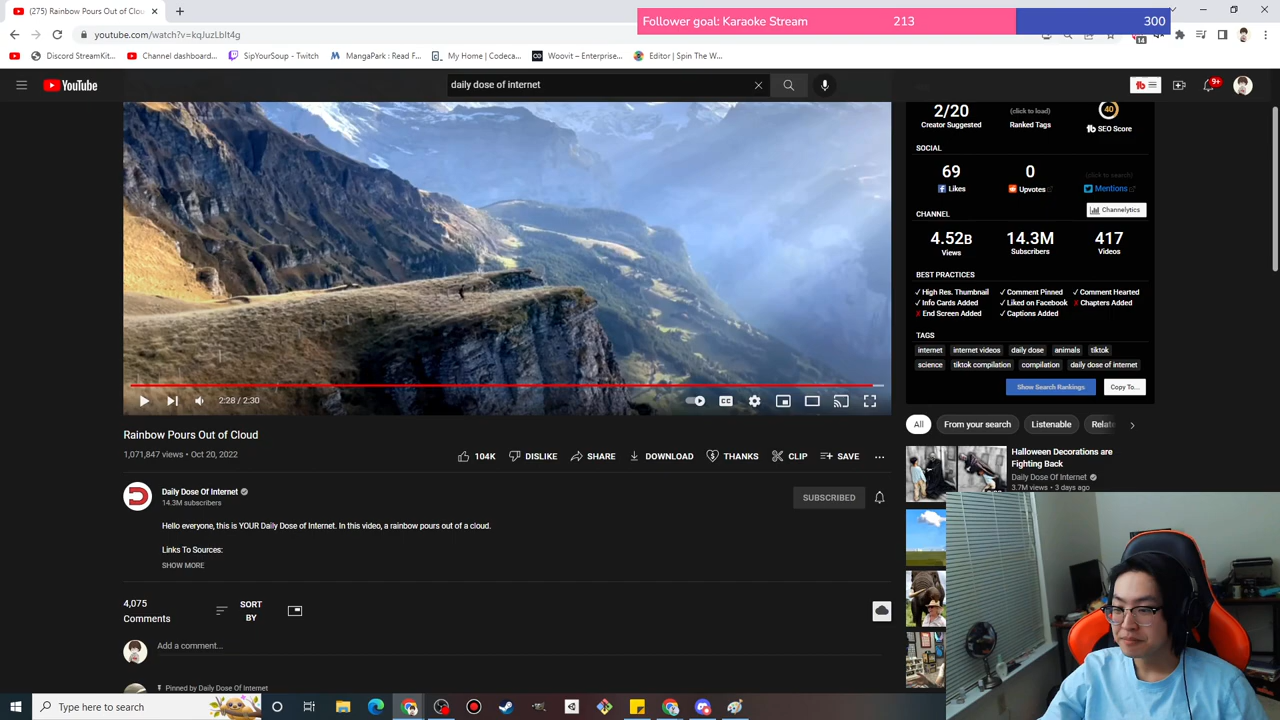 (275) Rainbow Pours Out of Clou
Follower goal: Karaoke Stream 213 300
youtube.com/watch?v=kqJuzLblt4g
14
Discord StreamKit...
Channel dashboard...
SipYourSoup - Twitch
MangaPark : Read F...
My Home | Codeca...
Woovit – Enterprise...
Editor | Spin The W...
YouTube
daily dose of internet
9+
2/20
Creator Suggested
(click to load)
Ranked Tags
40
SEO Score
SOCIAL
69
Likes
0
Upvotes
(click to search)
Mentions
CHANNEL
Channelytics
4.52B
Views
14.3M
Subscribers
417
Videos
BEST PRACTICES
✓ High Res. Thumbnail ✓ Comment Pinned ✓ Comment Hearted
✓ Info Cards Added ✓ Liked on Facebook ✗ Chapters Added
✗ End Screen Added ✓ Captions Added
TAGS
internet internet videos daily dose animals tiktok
science tiktok compilation compilation daily dose of internet
Show Search Rankings Copy To...
2:28 / 2:30
CC
All From your search Listenable Relate
Rainbow Pours Out of Cloud
1,071,847 views • Oct 20, 2022
104K DISLIKE SHARE DOWNLOAD THANKS CLIP SAVE
Halloween Decorations are
Fighting Back
Daily Dose Of Internet
3.7M views • 3 days ago
Daily Dose Of Internet
14.3M subscribers
SUBSCRIBED
Hello everyone, this is YOUR Daily Dose of Internet. In this video, a rainbow pours out of a cloud.
Links To Sources:
SHOW MORE
4,075
Comments
SORT
BY
Add a comment...
Pinned by Daily Dose Of Internet
Type here to search